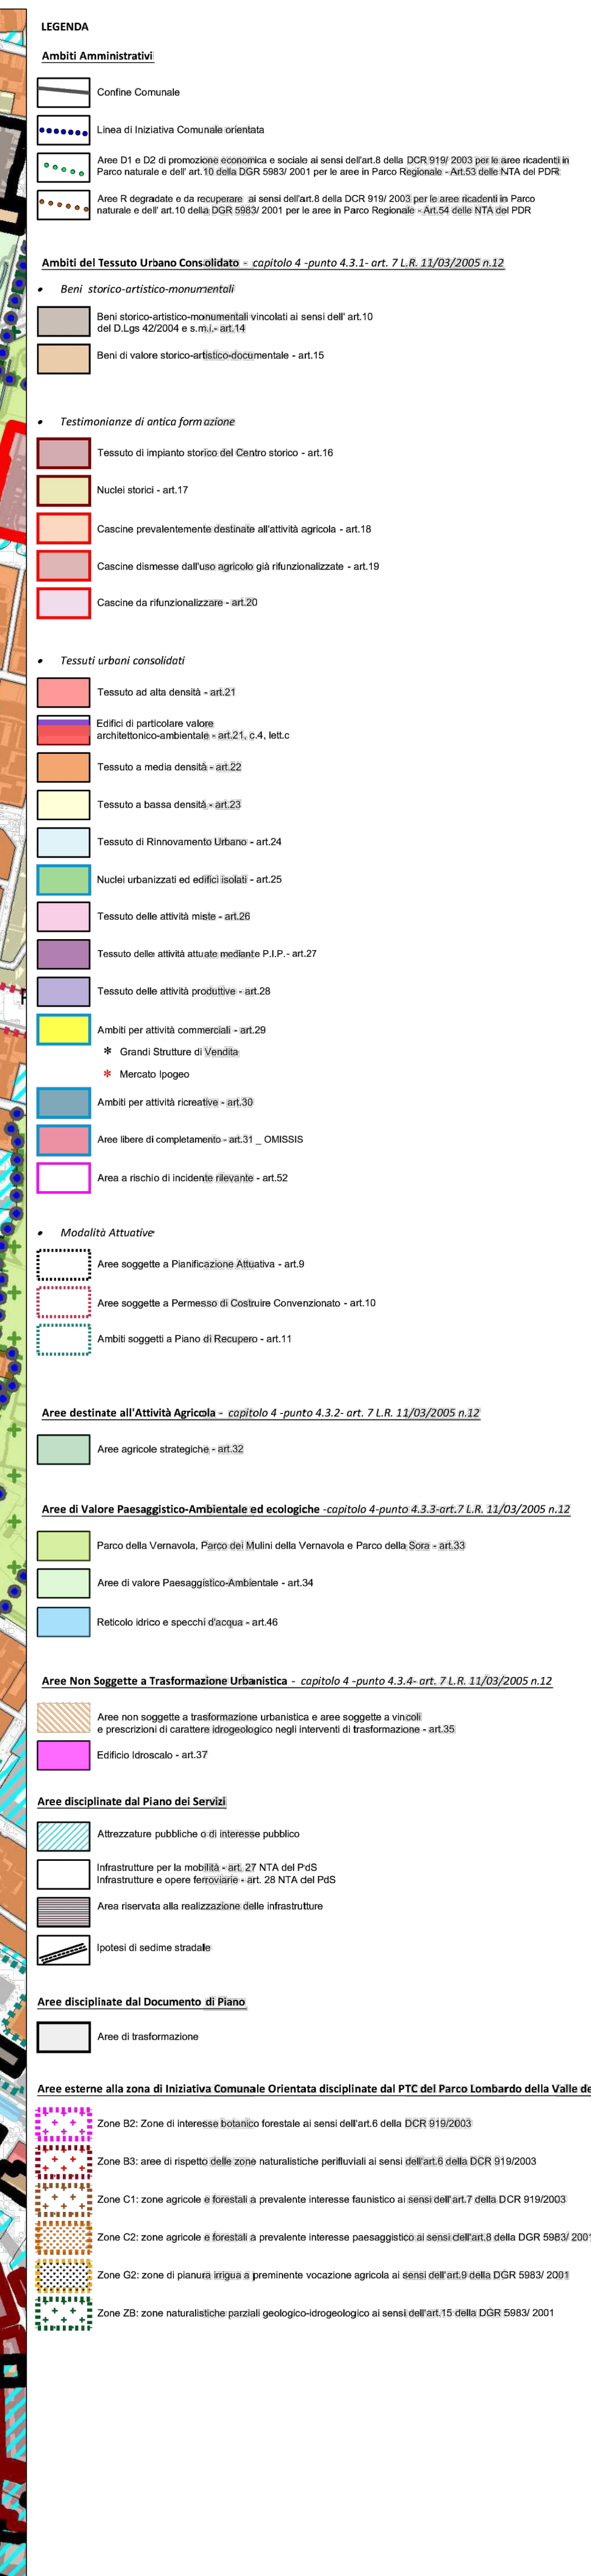 LEGENDA
Ambiti Amministrativi
Confine Comunale
Linea di Iniziativa Comunale orientata
Aree D1 e D2 di promozione economica e sociale ai sensi dell'art.8 della DCR 919/ 2003 per le aree ricadenti in
Parco naturale e dell' art.10 della DGR 5983/ 2001 per le aree in Parco Regionale - Art.53 delle NTA del PDR
Aree R degradate e da recuperare ai sensi dell'art.8 della DCR 919/ 2003 per le aree ricadenti in Parco
naturale e dell' art.10 della DGR 5983/ 2001 per le aree in Parco Regionale - Art.54 delle NTA del PDR
Ambiti del Tessuto Urbano Consolidato - capitolo 4 -punto 4.3.1- art. 7 L.R. 11/03/2005 n.12
• Beni storico-artistico-monumentali
Beni storico-artistico-monumentali vincolati ai sensi dell' art.10
del D.Lgs 42/2004 e s.m.i.- art.14
Beni di valore storico-artistico-documentale - art.15
• Testimonianze di antica formazione
Tessuto di impianto storico del Centro storico - art.16
Nuclei storici - art.17
Cascine prevalentemente destinate all'attività agricola - art.18
Cascine dismesse dall'uso agricolo già rifunzionalizzate - art.19
Cascine da rifunzionalizzare - art.20
• Tessuti urbani consolidati
Tessuto ad alta densità - art.21
Edifici di particolare valore
architettonico-ambientale - art.21, c.4, lett.c
Tessuto a media densità - art.22
Tessuto a bassa densità - art.23
Tessuto di Rinnovamento Urbano - art.24
Nuclei urbanizzati ed edifici isolati - art.25
Tessuto delle attività miste - art.26
Tessuto delle attività attuate mediante P.I.P.- art.27
Tessuto delle attività produttive - art.28
Ambiti per attività commerciali - art.29
* Grandi Strutture di Vendita
* Mercato Ipogeo
Ambiti per attività ricreative - art.30
Aree libere di completamento - art.31 _ OMISSIS
Area a rischio di incidente rilevante - art.52
• Modalità Attuative
Aree soggette a Pianificazione Attuativa - art.9
Aree soggette a Permesso di Costruire Convenzionato - art.10
Ambiti soggetti a Piano di Recupero - art.11
Aree destinate all'Attività Agricola - capitolo 4 -punto 4.3.2- art. 7 L.R. 11/03/2005 n.12
Aree agricole strategiche - art.32
Aree di Valore Paesaggistico-Ambientale ed ecologiche -capitolo 4-punto 4.3.3-art.7 L.R. 11/03/2005 n.12
Parco della Vernavola, Parco dei Mulini della Vernavola e Parco della Sora - art.33
Aree di valore Paesaggistico-Ambientale - art.34
Reticolo idrico e specchi d'acqua - art.46
Aree Non Soggette a Trasformazione Urbanistica - capitolo 4 -punto 4.3.4- art. 7 L.R. 11/03/2005 n.12
Aree non soggette a trasformazione urbanistica e aree soggette a vincoli
e prescrizioni di carattere idrogeologico negli interventi di trasformazione - art.35
Edificio Idroscalo - art.37
Aree disciplinate dal Piano dei Servizi
Attrezzature pubbliche o di interesse pubblico
Infrastrutture per la mobilità - art. 27 NTA del PdS
Infrastrutture e opere ferroviarie - art. 28 NTA del PdS
Area riservata alla realizzazione delle infrastrutture
Ipotesi di sedime stradale
Aree disciplinate dal Documento di Piano
Aree di trasformazione
Aree esterne alla zona di Iniziativa Comunale Orientata disciplinate dal PTC del Parco Lombardo della Valle de
Zone B2: Zone di interesse botanico forestale ai sensi dell'art.6 della DCR 919/2003
Zone B3: aree di rispetto delle zone naturalistiche perifluviali ai sensi dell'art.6 della DCR 919/2003
Zone C1: zone agricole e forestali a prevalente interesse faunistico ai sensi dell'art.7 della DCR 919/2003
Zone C2: zone agricole e forestali a prevalente interesse paesaggistico ai sensi dell'art.8 della DGR 5983/ 2001
Zone G2: zone di pianura irrigua a preminente vocazione agricola ai sensi dell'art.9 della DGR 5983/ 2001
Zone ZB: zone naturalistiche parziali geologico-idrogeologico ai sensi dell'art.15 della DGR 5983/ 2001